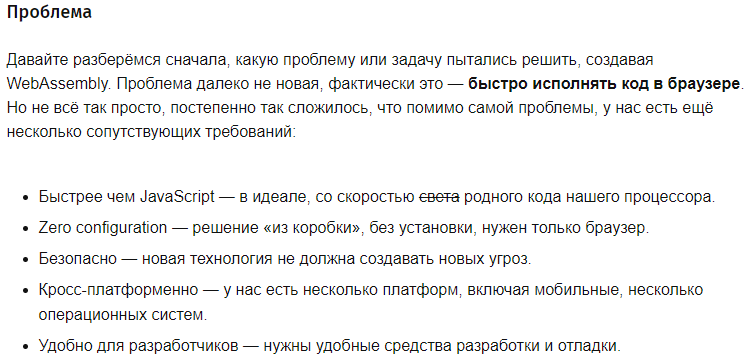 Проблема
Давайте разберёмся сначала, какую проблему или задачу пытались решить, создавая
WebAssembly. Проблема далеко не новая, фактически это — быстро исполнять код в браузере.
Но не всё так просто, постепенно так сложилось, что помимо самой проблемы, у нас есть ещё
несколько сопутствующих требований:
• Быстрее чем JavaScript — в идеале, со скоростью света родного кода нашего процессора.
• Zero configuration — решение «из коробки», без установки, нужен только браузер.
• Безопасно — новая технология не должна создавать новых угроз.
• Кросс-платформенно — у нас есть несколько платформ, включая мобильные, несколько
операционных систем.
• Удобно для разработчиков — нужны удобные средства разработки и отладки.